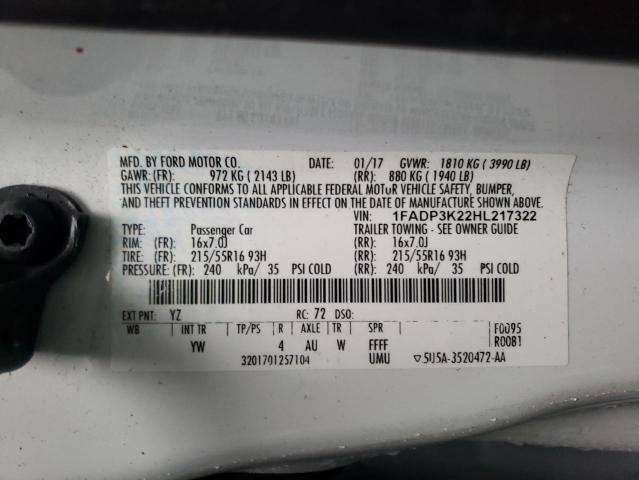 MFD. BY FORD MOTOR CO. DATE: 01/17 GVWR: 1810 KG ( 3990 LB)
GAWR: (FR): 972 KG ( 2143 LB) (RR): 880 KG ( 1940 LB)
THIS VEHICLE CONFORMS TO ALL APPLICABLE FEDERAL MOTOR VEHICLE SAFETY, BUMPER,
AND THEFT PREVENTION STANDARDS IN EFFECT ON THE DATE OF MANUFACTURE SHOWN ABOVE.
VIN: 1FADP3K22HL217322
TYPE: Passenger Car TRAILER TOWING - SEE OWNER GUIDE
RIM: (FR) 16x7.0J (RR): 16x7.0J
TIRE: (FR) 215/55R16 93H (RR): 215/55R16 93H
PRESSURE: (FR) 240 kPa/ 35 PSI COLD (RR): 240 kPa/ 35 PSI COLD
EXT PNT: YZ RC: 72 DSO:
WB INT TR TP/PS R AXLE TR SPR F0095
YW 4 AU W FFFF R0081
3201701257104 UMU ▽5U5A-3520472-AA